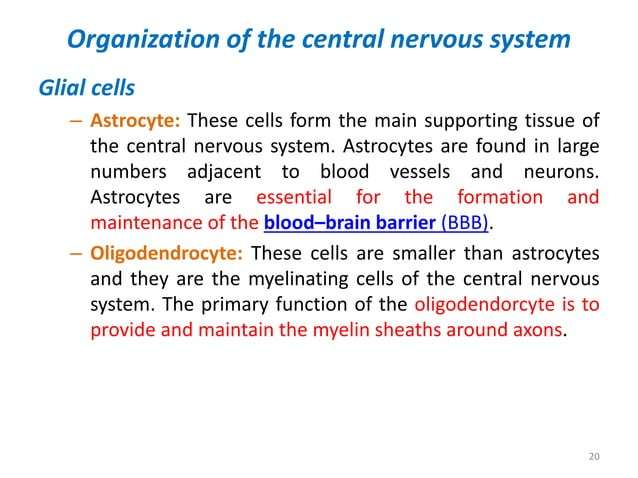 Organization of the central nervous system
Glial cells
– Astrocyte: These cells form the main supporting tissue of
the central nervous system. Astrocytes are found in large
numbers adjacent to blood vessels and neurons.
Astrocytes are essential for the formation and
maintenance of the blood–brain barrier (BBB).
– Oligodendrocyte: These cells are smaller than astrocytes
and they are the myelinating cells of the central nervous
system. The primary function of the oligodendorcyte is to
provide and maintain the myelin sheaths around axons.
20